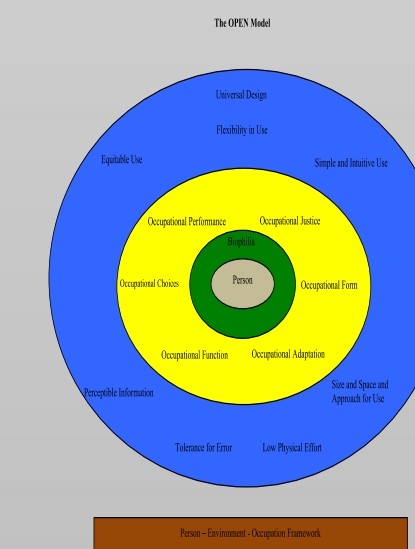 The OPEN Model
Universal Design
Flexibility in Use
Equitable Use
Simple and Intuitive Use
Occupational Performance
Occupational Justice
Biophilia
Person
Occupational Choices
Occupational Form
Occupational Function
Occupational Adaptation
Size and Space and
Approach for Use
Perceptible Information
Tolerance for Error
Low Physical Effort
Person – Environment - Occupation Framework